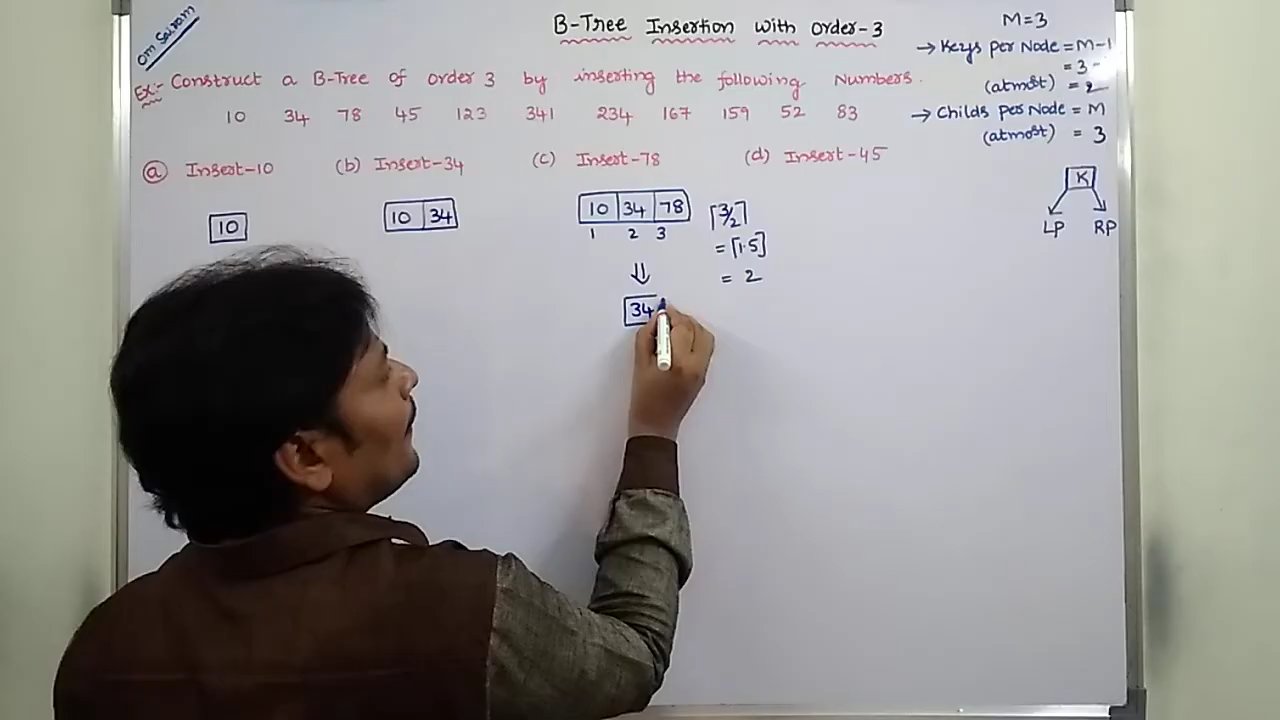 om Sairam
B-Tree Insertion with order-3
M=3
→ Keys per Node = M-1
= 3-
(atmost) = 2
Ex:- Construct a B-Tree of order 3 by inserting the following Numbers.
10 34 78 45 123 341 234 167 159 52 83
→ Childs per Node = M
(atmost) = 3
(a) Insert-10 (b) Insert-34 (c) Insert-78 (d) Insert-45
K
LP RP
10
10 34
10 34 78
1 2 3
⌈3/2⌉
= ⌈1.5⌉
= 2
⇓
34